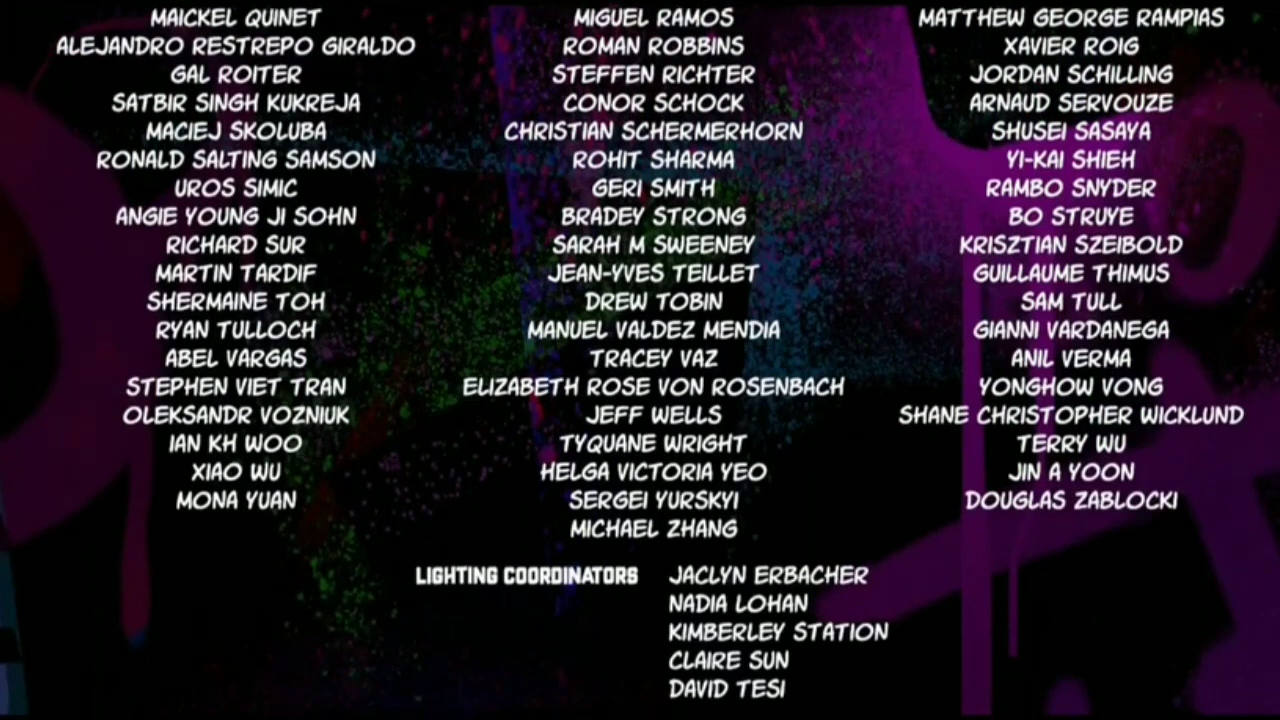 MAICKEL QUINET
ALEJANDRO RESTREPO GIRALDO
GAL ROITER
SATBIR SINGH KUKREJA
MACIEJ SKOLUBA
RONALD SALTING SAMSON
UROS SIMIC
ANGIE YOUNG JI SOHN
RICHARD SUR
MARTIN TARDIF
SHERMAINE TOH
RYAN TULLOCH
ABEL VARGAS
STEPHEN VIET TRAN
OLEKSANDR VOZNIUK
IAN KH WOO
XIAO WU
MONA YUAN
MIGUEL RAMOS
ROMAN ROBBINS
STEFFEN RICHTER
CONOR SCHOCK
CHRISTIAN SCHERMERHORN
ROHIT SHARMA
GERI SMITH
BRADEY STRONG
SARAH M SWEENEY
JEAN-YVES TEILLET
DREW TOBIN
MANUEL VALDEZ MENDIA
TRACEY VAZ
ELIZABETH ROSE VON ROSENBACH
JEFF WELLS
TYQUANE WRIGHT
HELGA VICTORIA YEO
SERGEI YURSKYI
MICHAEL ZHANG
MATTHEW GEORGE RAMPIAS
XAVIER ROIG
JORDAN SCHILLING
ARNAUD SERVOUZE
SHUSEI SASAYA
YI-KAI SHIEH
RAMBO SNYDER
BO STRUYE
KRISZTIAN SZEIBOLD
GUILLAUME THIMUS
SAM TULL
GIANNI VARDANEGA
ANIL VERMA
YONGHOW VONG
SHANE CHRISTOPHER WICKLUND
TERRY WU
JIN A YOON
DOUGLAS ZABLOCKI
LIGHTING COORDINATORS JACLYN ERBACHER
NADIA LOHAN
KIMBERLEY STATION
CLAIRE SUN
DAVID TESI